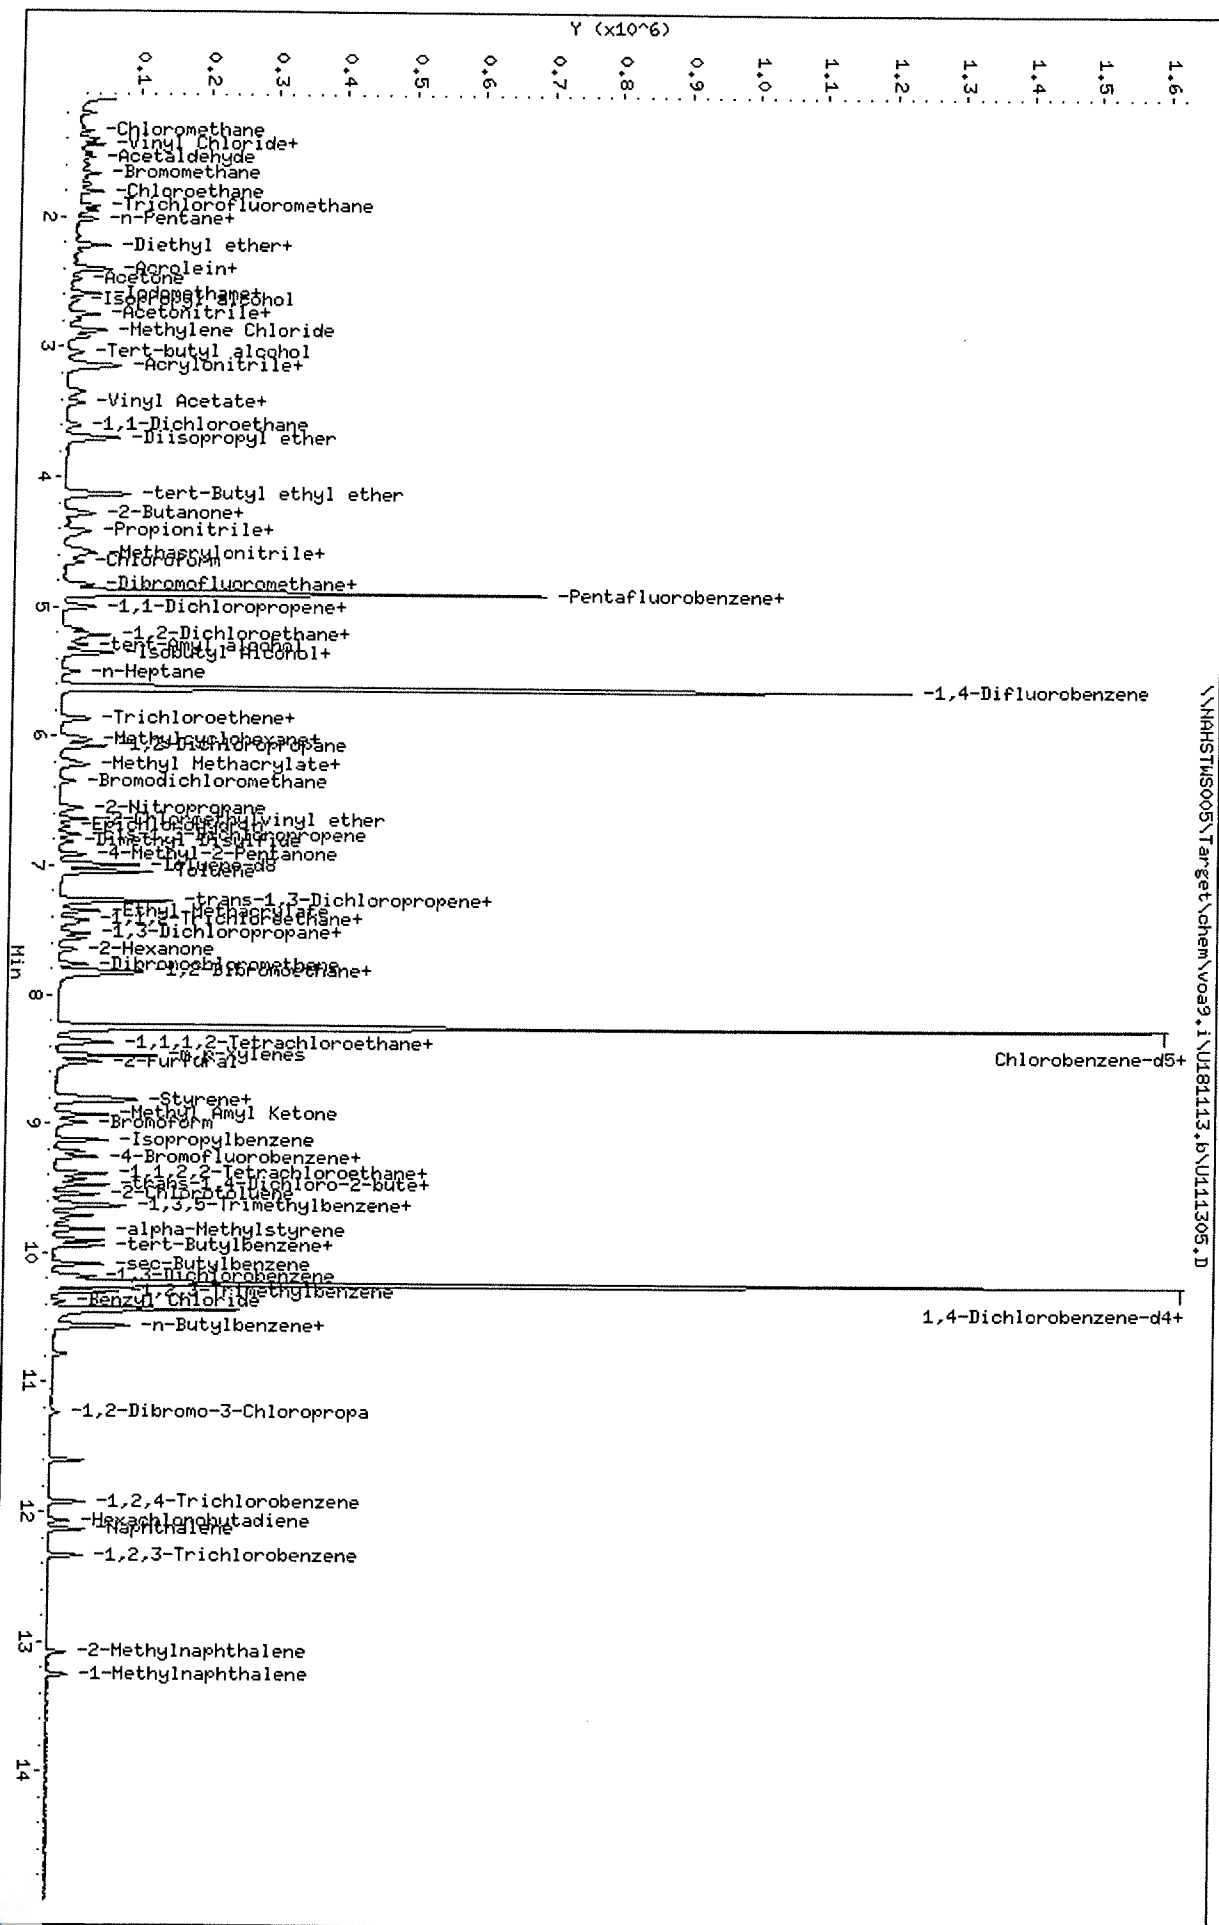 Y (x10^6)
0.1
0.2
0.3
0.4
0.5
0.6
0.7
0.8
0.9
1.0
1.1
1.2
1.3
1.4
1.5
1.6
\\NAHSTWS005\Target\chem\voa9.i\U181113.b\U111305.D
-Chloromethane
-Vinyl Chloride+
-Acetaldehyde
-Bromomethane
-Chloroethane
-Trichlorofluoromethane
2
-n-Pentane+
-Diethyl ether+
-Acrolein+
-Acetone
-Iodomethane+
-Isopropyl alcohol
-Acetonitrile+
-Methylene Chloride
3
-Tert-butyl alcohol
-Acrylonitrile+
-Vinyl Acetate+
-1,1-Dichloroethane
-Diisopropyl ether
4
-tert-Butyl ethyl ether
-2-Butanone+
-Propionitrile+
-Methacrylonitrile+
-Chloroform
-Dibromofluoromethane+
-Pentafluorobenzene+
5
-1,1-Dichloropropene+
-1,2-Dichloroethane+
-tert-Amyl alcohol
-Isobutyl Alcohol+
-n-Heptane
-1,4-Difluorobenzene
-Trichloroethene+
6
-Methylcyclohexane+
-1,2-Dichloropropane
-Methyl Methacrylate+
-Bromodichloromethane
-2-Nitropropane
-2-Chloroethylvinyl ether
-Epichlorohydrin
-cis-1,3-Dichloropropene
-Dimethyl Disulfide
-4-Methyl-2-Pentanone
7
-Toluene-d8
-Toluene
-trans-1,3-Dichloropropene+
-Ethyl Methacrylate
-1,1,2-Trichloroethane+
-1,3-Dichloropropane+
-2-Hexanone
Min
-Dibromochloromethane
-1,2-Dibromoethane+
8
Chlorobenzene-d5+
-1,1,1,2-Tetrachloroethane+
-m,p-Xylenes
-2-Furfural
-Styrene+
-Methyl Amyl Ketone
9
-Bromoform
-Isopropylbenzene
-4-Bromofluorobenzene+
-1,1,2,2-Tetrachloroethane+
-trans-1,4-Dichloro-2-bute+
-2-Chlorotoluene
-1,3,5-Trimethylbenzene+
-alpha-Methylstyrene
-tert-Butylbenzene+
10
-sec-Butylbenzene
-1,3-Dichlorobenzene
1,4-Dichlorobenzene-d4+
-1,2,3-Trimethylbenzene
-Benzyl Chloride
-n-Butylbenzene+
11
-1,2-Dibromo-3-Chloropropa
-1,2,4-Trichlorobenzene
12
-Hexachlorobutadiene
-Naphthalene
-1,2,3-Trichlorobenzene
13
-2-Methylnaphthalene
-1-Methylnaphthalene
14